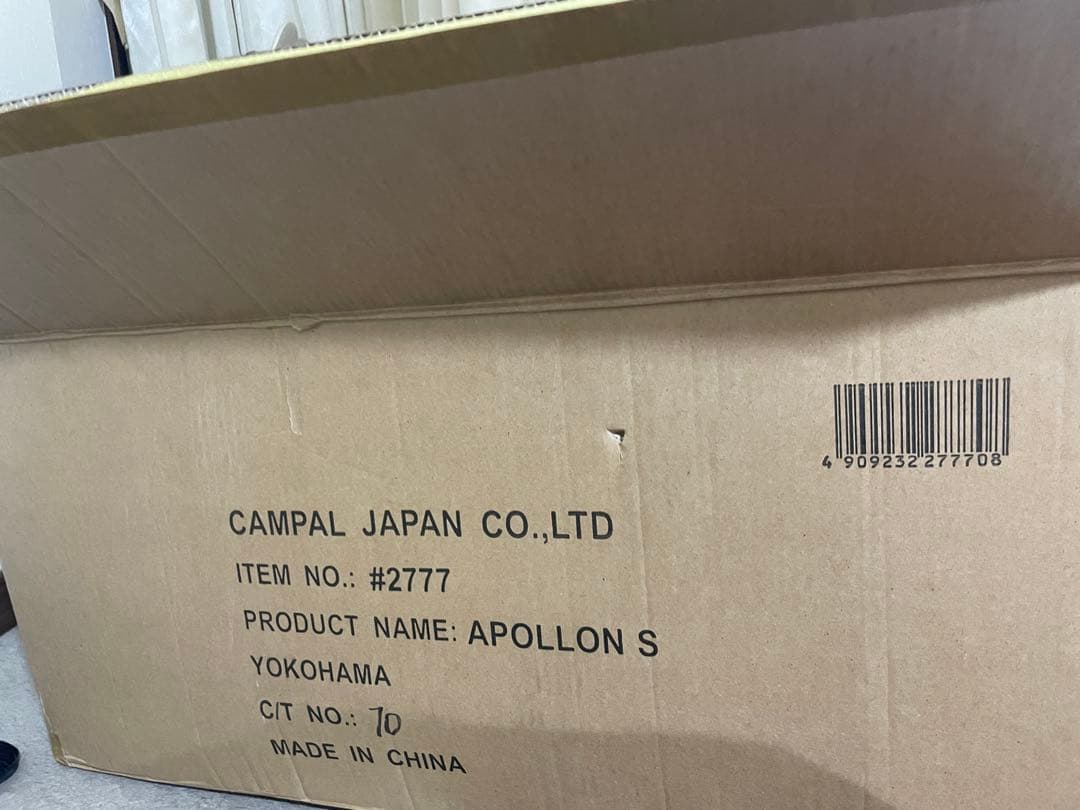 4 909232 277708
CAMPAL JAPAN CO.,LTD
ITEM NO.: #2777
PRODUCT NAME: APOLLON S
YOKOHAMA
C/T NO.: 70
MADE IN CHINA